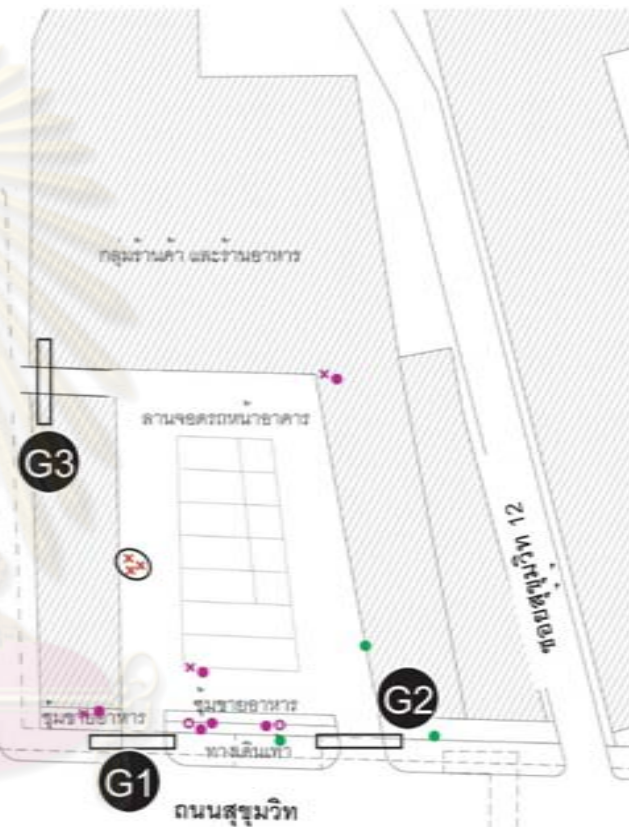 กลุ่มร้านค้า และร้านอาหาร
ลานจอดรถหน้าอาคาร
G3
ซอยสุขุมวิท 12
ซุ้มขายอาหาร
ซุ้มขายอาหาร
G2
ทางเดินเท้า
G1
ถนนสุขุมวิท